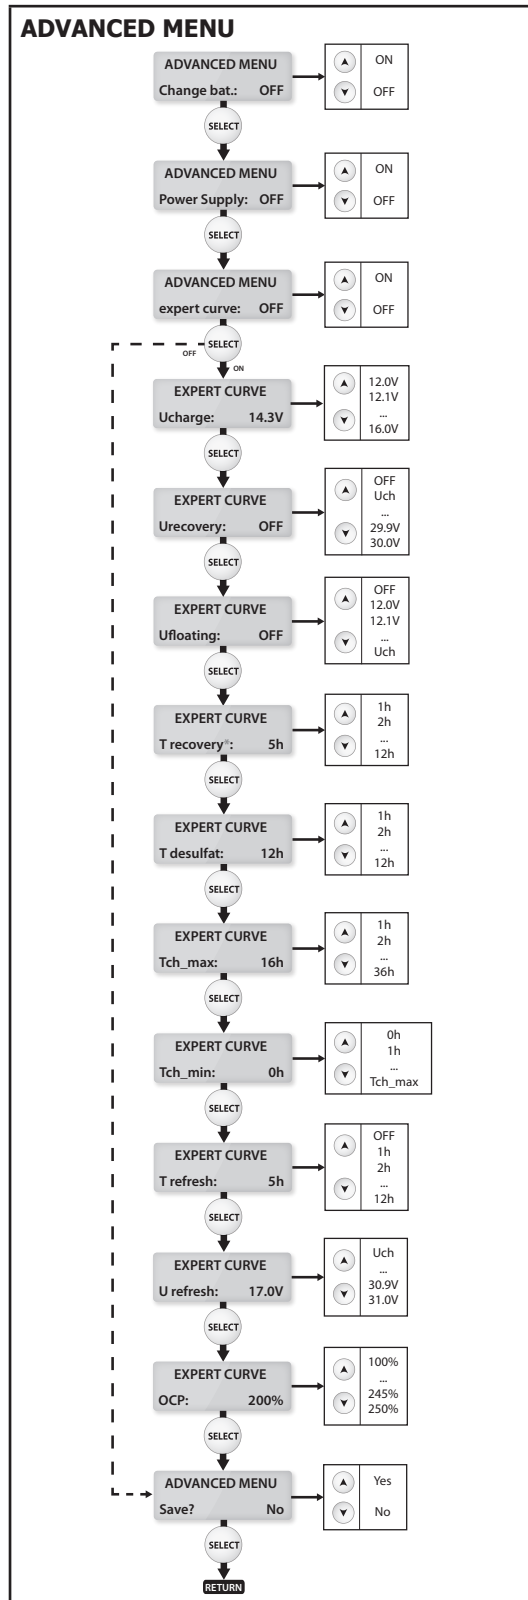 ADVANCED MENU
ADVANCED MENU
Change bat.: OFF
ON
OFF
SELECT
ADVANCED MENU
Power Supply: OFF
ON
OFF
SELECT
ADVANCED MENU
expert curve: OFF
ON
OFF
SELECT
OFF
ON
EXPERT CURVE
Ucharge: 14.3V
12.0V
12.1V
...
16.0V
SELECT
EXPERT CURVE
Urecovery: OFF
OFF
Uch
...
29.9V
30.0V
SELECT
EXPERT CURVE
Ufloating: OFF
OFF
12.0V
12.1V
...
Uch
SELECT
EXPERT CURVE
T recovery*: 5h
1h
2h
...
12h
SELECT
EXPERT CURVE
T desulfat: 12h
1h
2h
...
12h
SELECT
EXPERT CURVE
Tch_max: 16h
1h
2h
...
36h
SELECT
EXPERT CURVE
Tch_min: 0h
0h
1h
...
Tch_max
SELECT
EXPERT CURVE
T refresh: 5h
OFF
1h
2h
...
12h
SELECT
EXPERT CURVE
U refresh: 17.0V
Uch
...
30.9V
31.0V
SELECT
EXPERT CURVE
OCP: 200%
100%
...
245%
250%
SELECT
ADVANCED MENU
Save? No
Yes
No
SELECT
RETURN